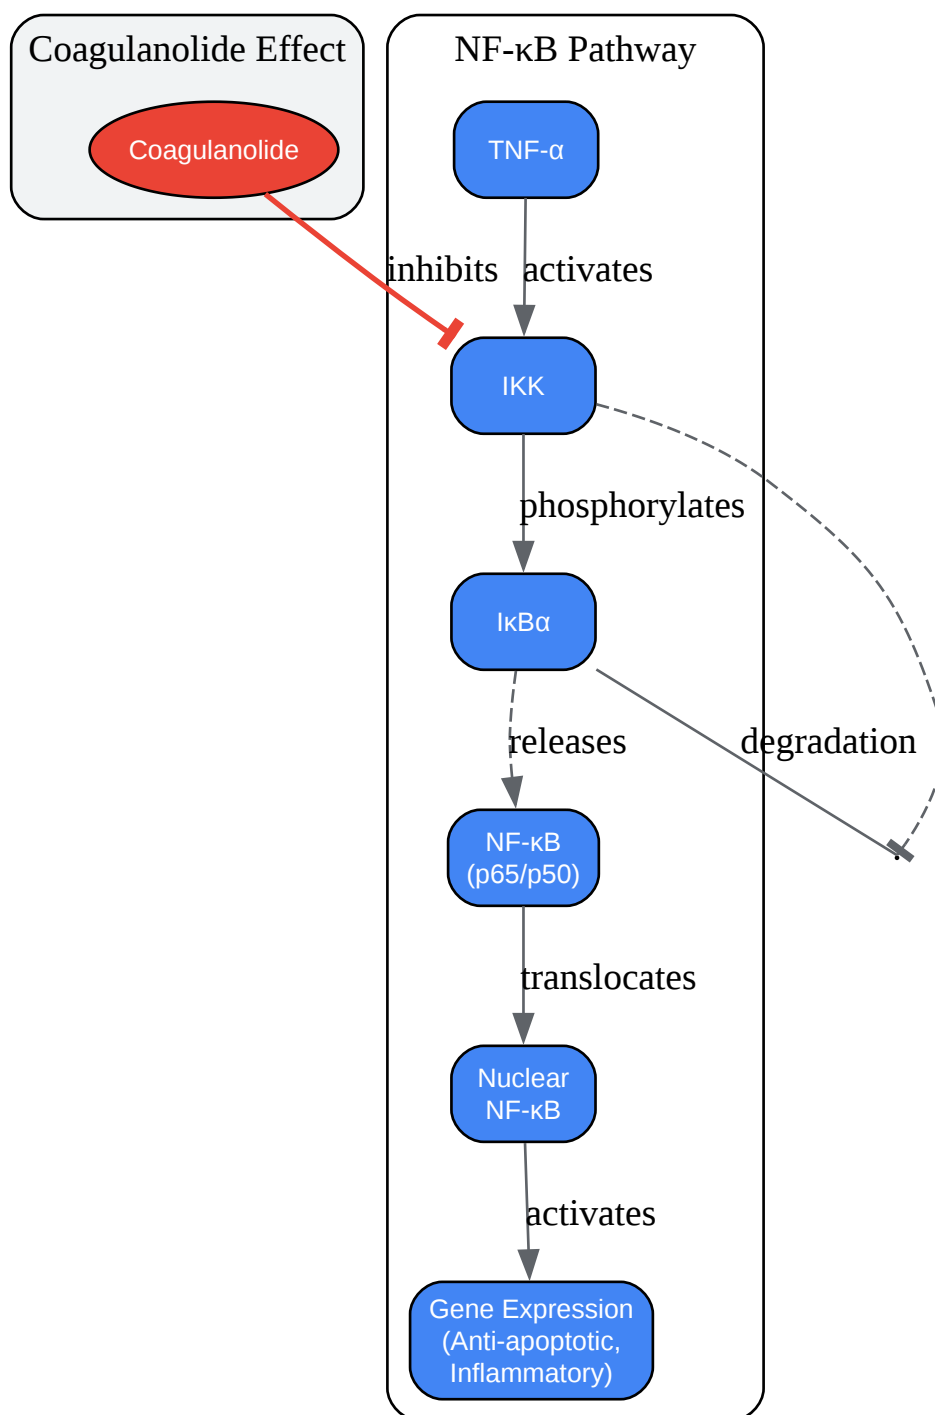 Coagulanolide Effect
NF-κB Pathway
Coagulanolide
TNF-α
inhibits
activates
IKK
phosphorylates
IκBα
releases
degradation
NF-κB
(p65/p50)
translocates
Nuclear
NF-κB
activates
Gene Expression
(Anti-apoptotic,
Inflammatory)